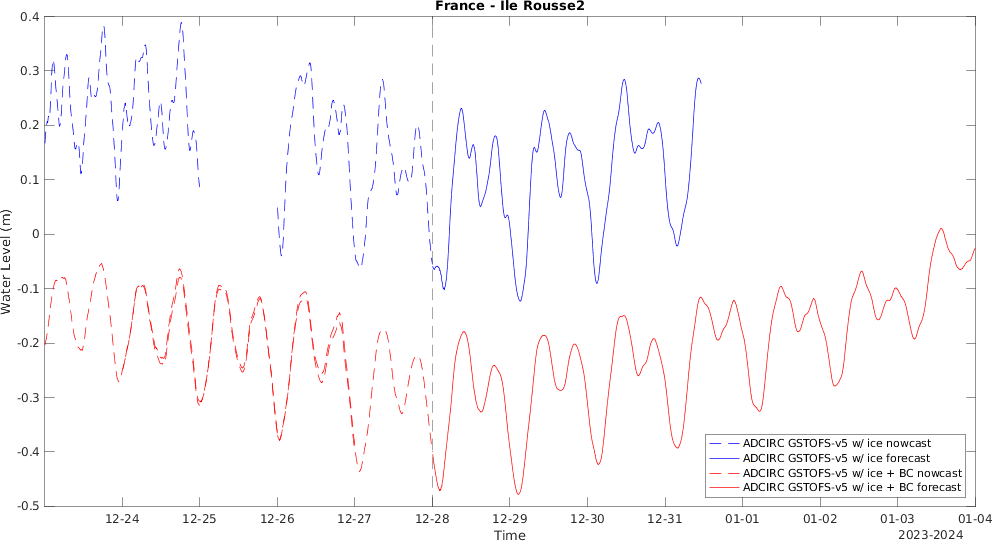 France - Ile Rousse2
0.4
0.3
0.2
0.1
0
-0.1
-0.2
-0.3
-0.4
-0.5
Water Level (m)
ADCIRC GSTOFS-v5 w/ ice nowcast
ADCIRC GSTOFS-v5 w/ ice forecast
ADCIRC GSTOFS-v5 w/ ice + BC nowcast
ADCIRC GSTOFS-v5 w/ ice + BC forecast
12-24 12-25 12-26 12-27 12-28 12-29 12-30 12-31 01-01 01-02 01-03 01-04
Time
2023-2024